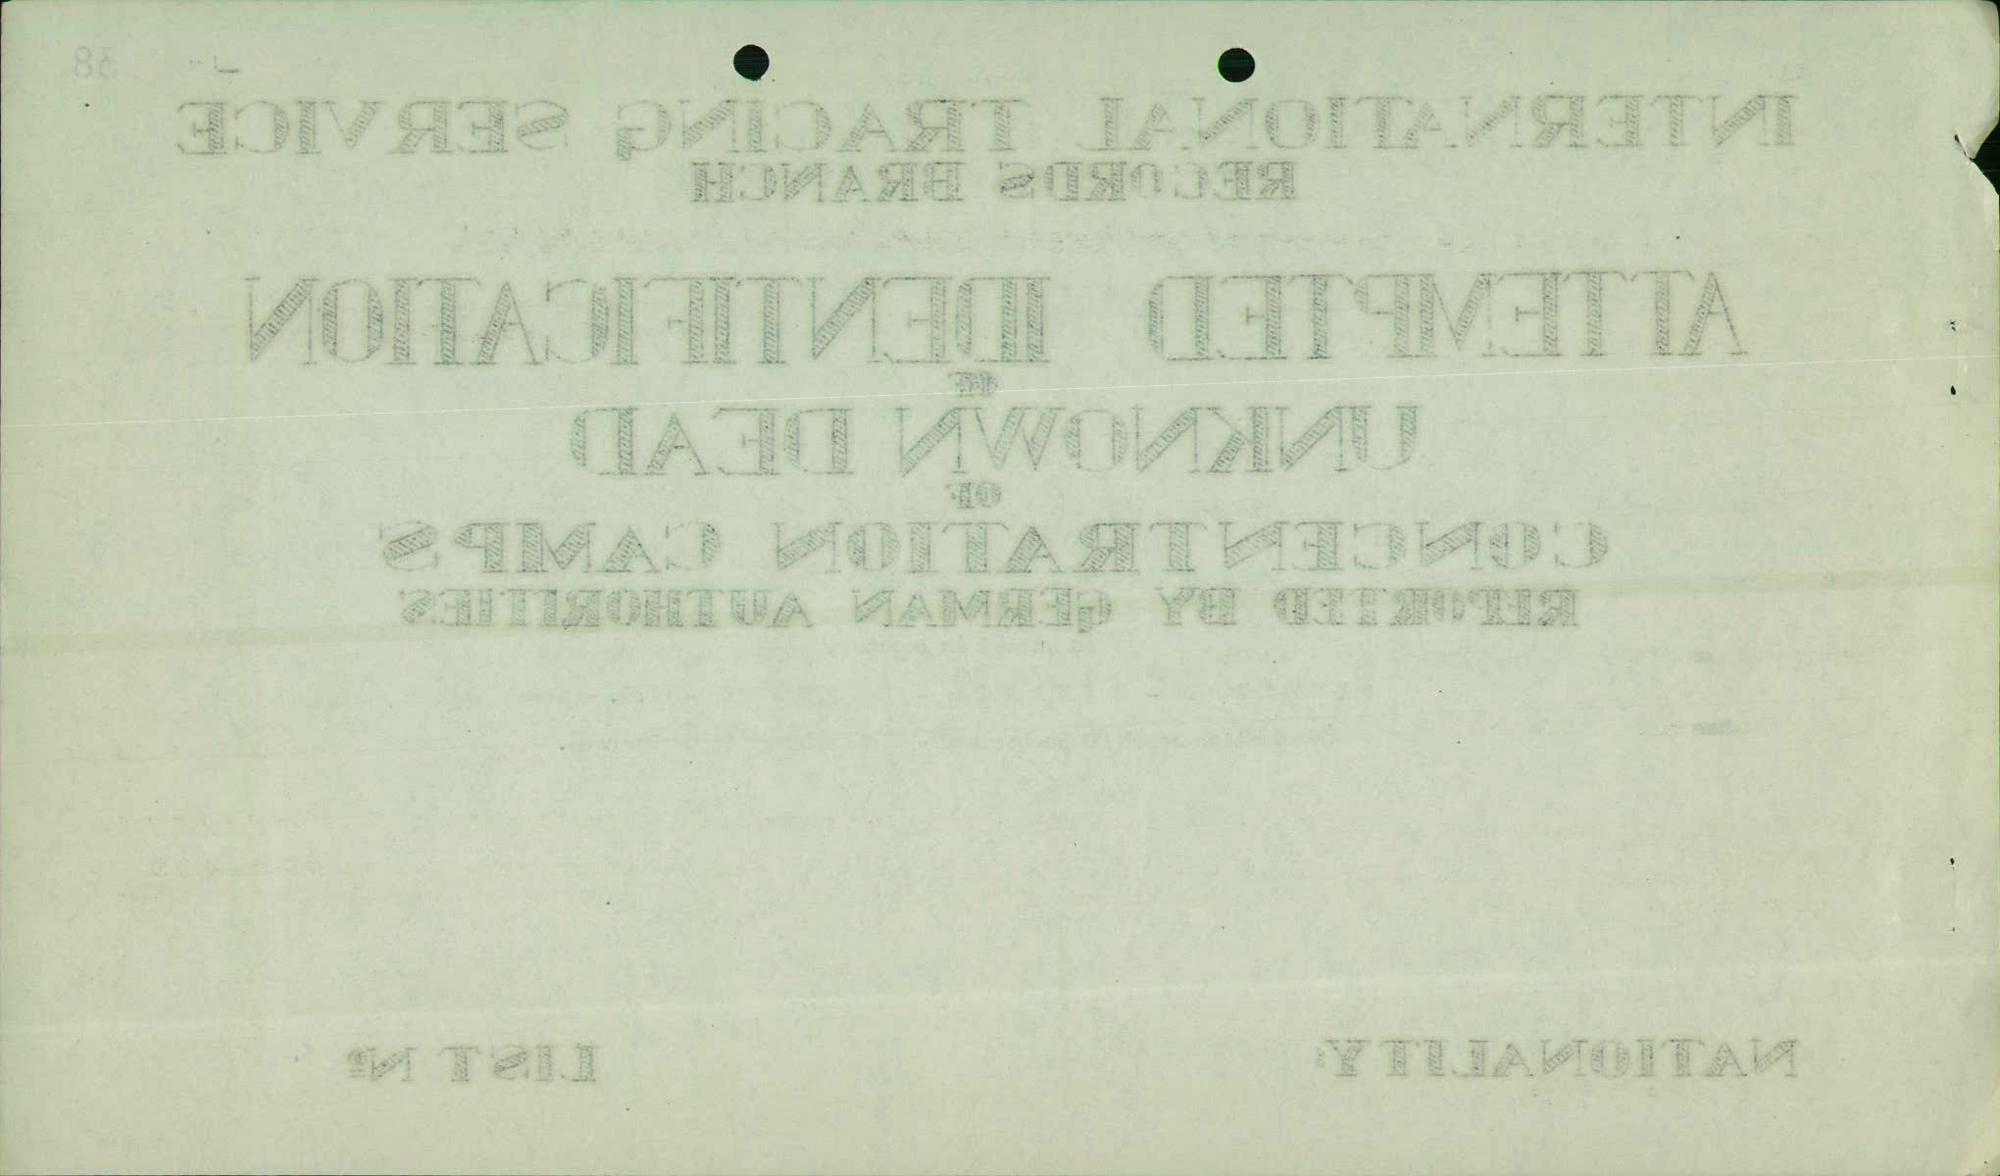 38
INTERNATIONAL TRACING SERVICE
RECORDS BRANCH
ATTEMPTED IDENTIFICATION
OF
UNKNOWN DEAD
OF
CONCENTRATION CAMPS
REPORTED BY GERMAN AUTHORITIES
NATIONALITY: LIST Nº